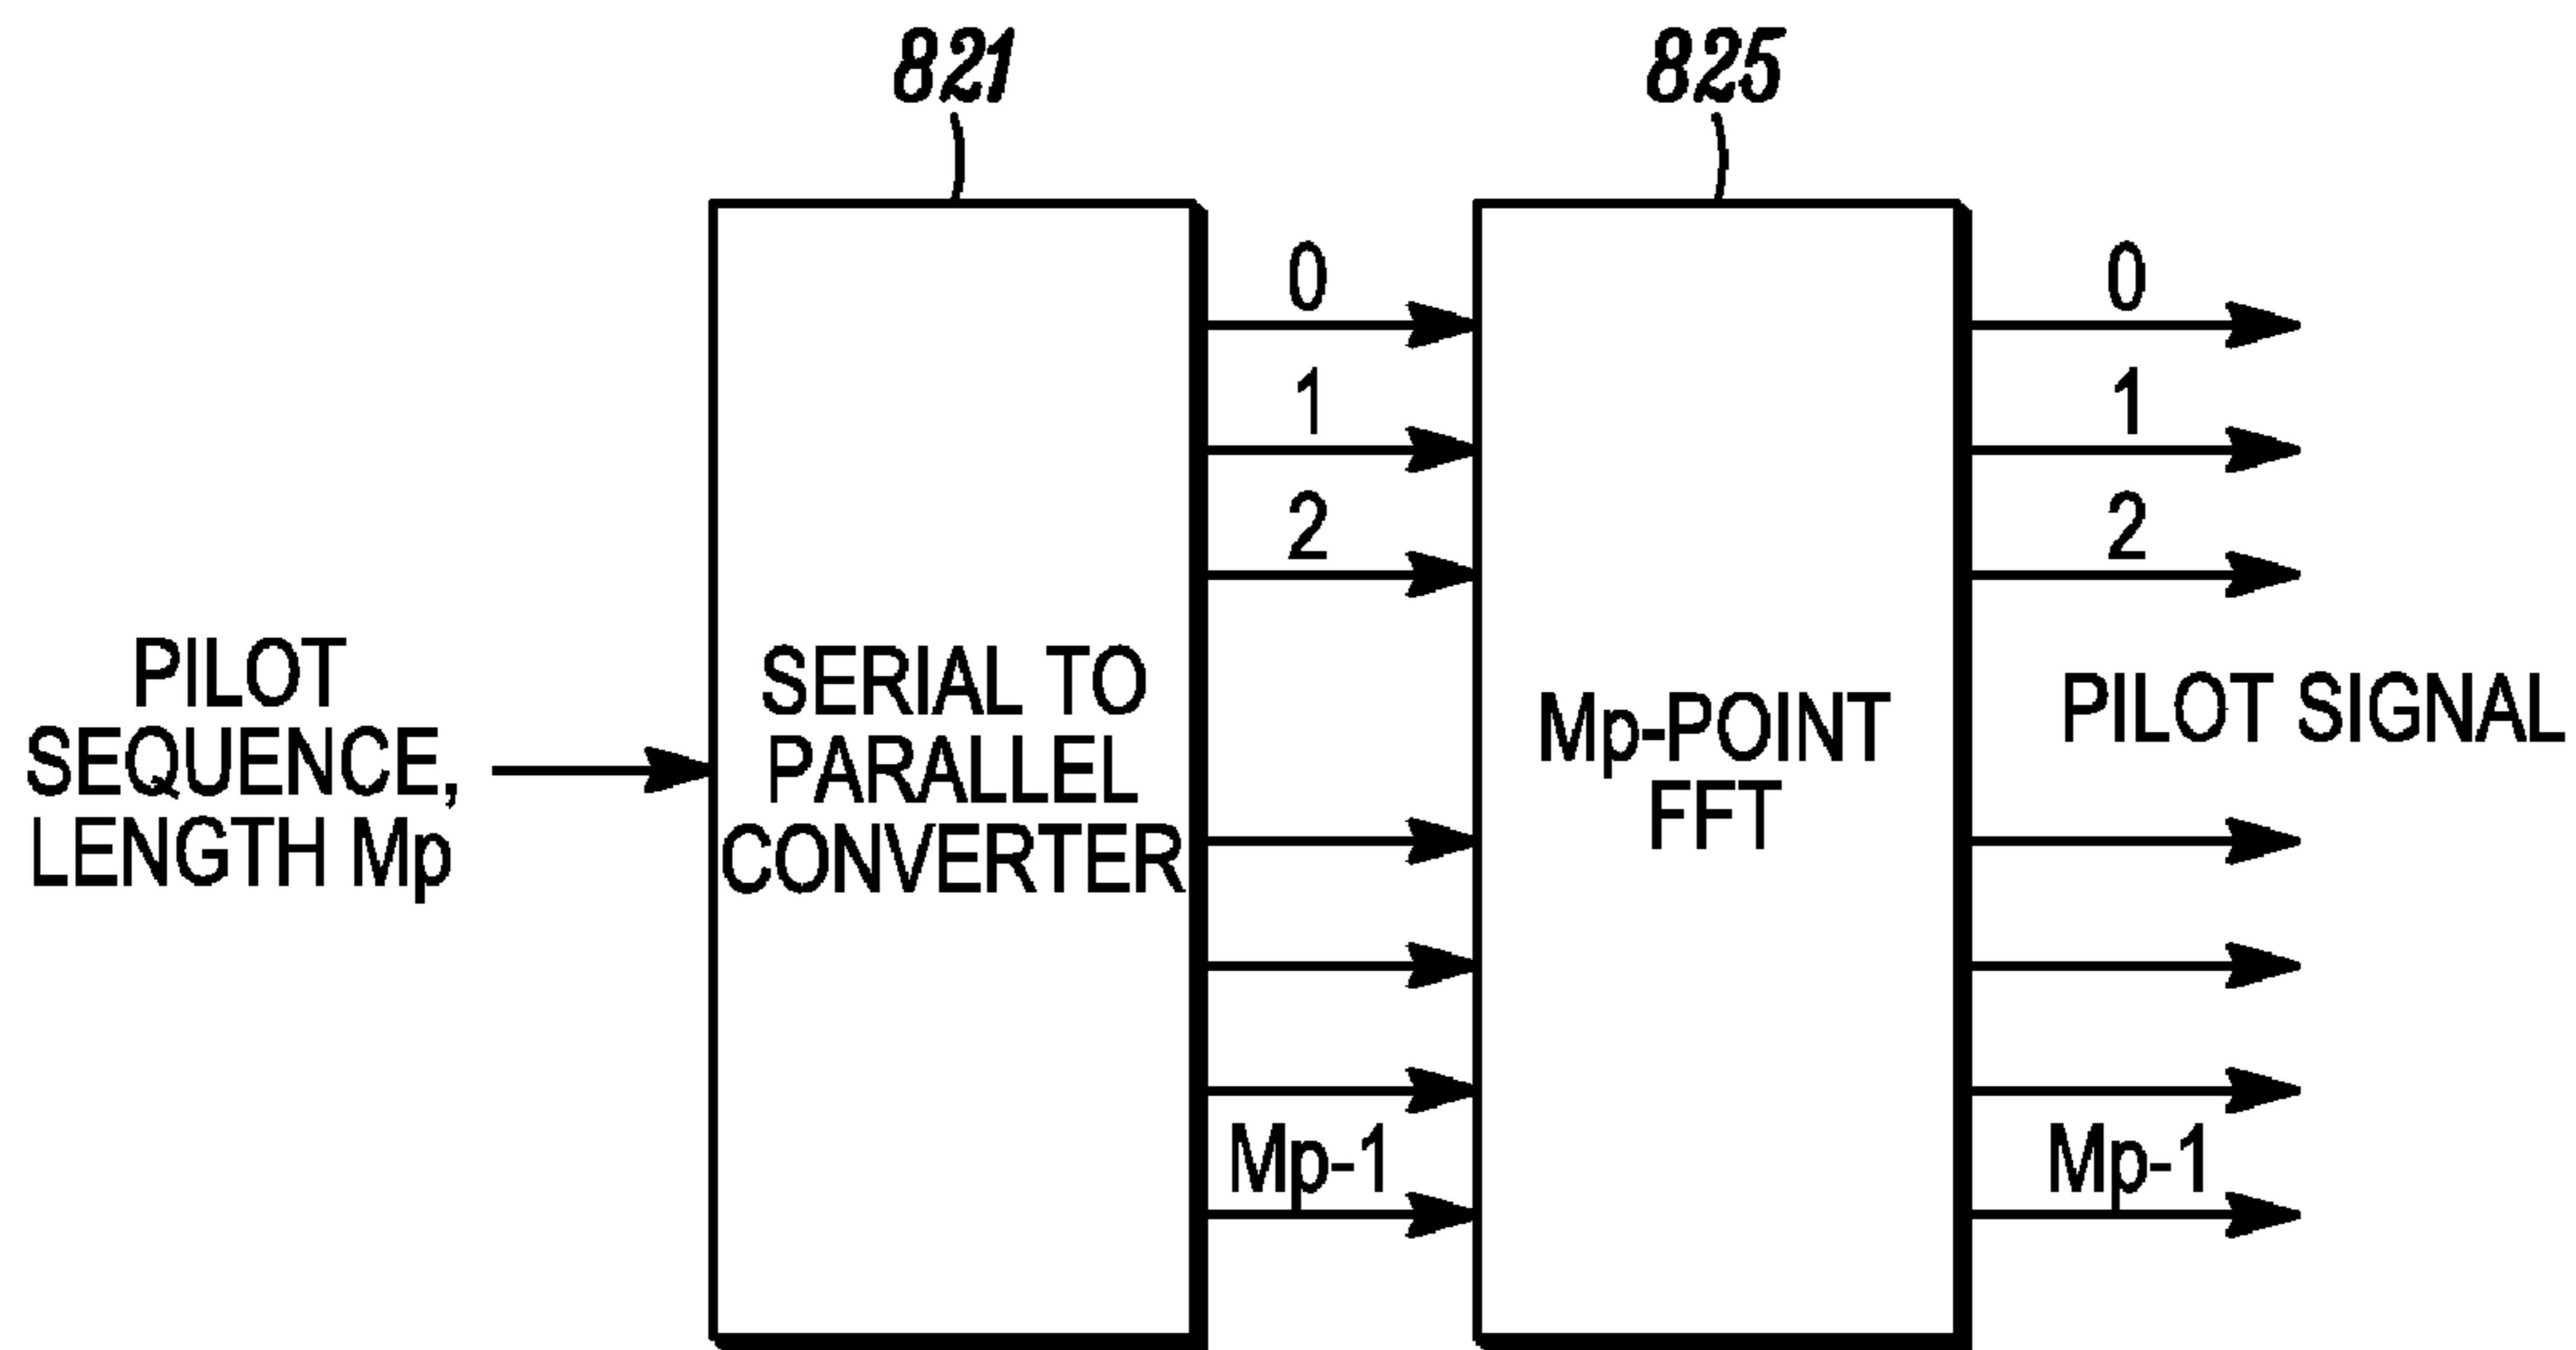 821
825
PILOT
SEQUENCE,
LENGTH Mp
SERIAL TO
PARALLEL
CONVERTER
0
1
2
Mp-1
Mp-POINT
FFT
0
1
2
PILOT SIGNAL
Mp-1